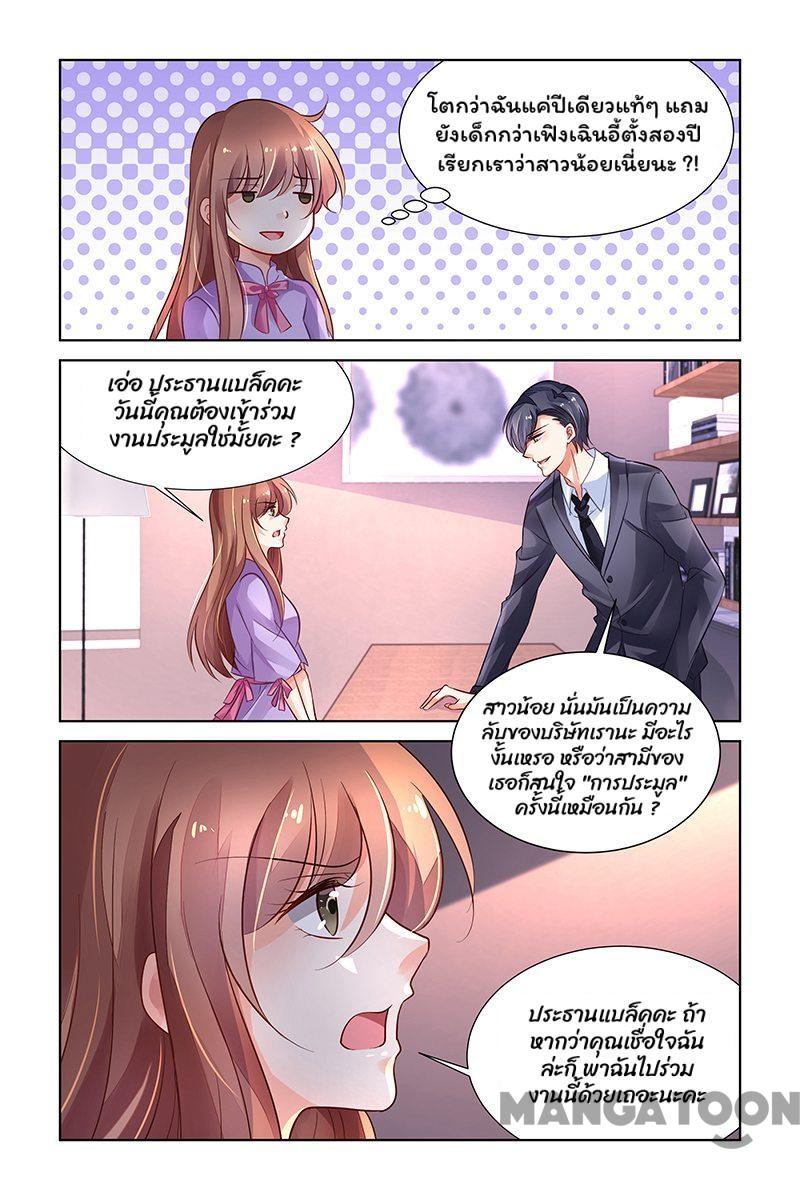 โตกว่าฉันแค่ปีเดียวแท้ๆ แถม
ยังเด็กกว่าเฟิงเฉินอี้ตั้งสองปี
เรียกเราว่าสาวน้อยเนี่ยนะ ?!
เอ่อ ประธานแบล็คคะ
วันนี้คุณต้องเข้าร่วม
งานประมูลใช่มั้ยคะ ?
สาวน้อย นั่นมันเป็นความ
ลับของบริษัทเรานะ มีอะไร
งั้นเหรอ หรือว่าสามีของ
เธอก็สนใจ "การประมูล"
ครั้งนี้เหมือนกัน ?
ประธานแบล็คคะ ถ้า
หากว่าคุณเชื่อใจฉัน
ล่ะก็ พาฉันไปร่วม
งานนี้ด้วยเถอะนะคะ
MANGATOON